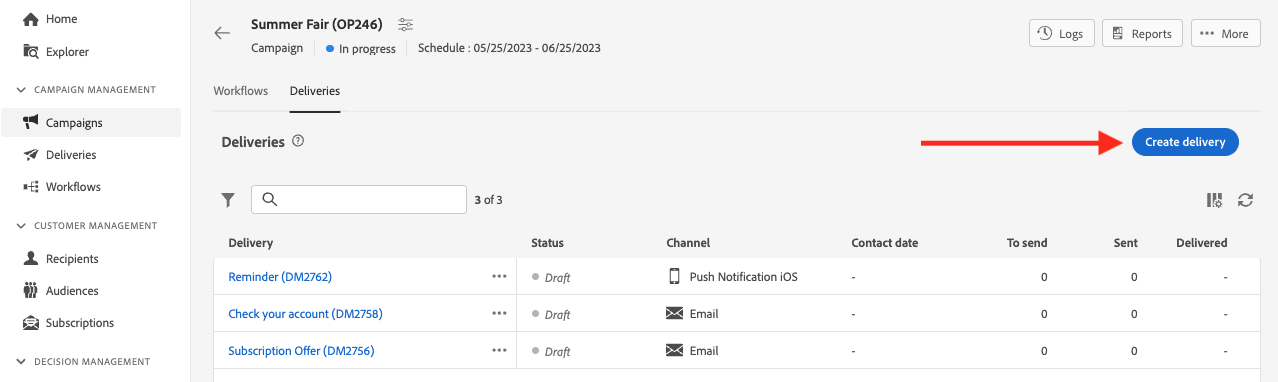 Home
Explorer
CAMPAIGN MANAGEMENT
Campaigns
Deliveries
Workflows
CUSTOMER MANAGEMENT
Recipients
Audiences
Subscriptions
DECISION MANAGEMENT
Summer Fair (OP246)
Campaign In progress Schedule : 05/25/2023 - 06/25/2023
Logs Reports More
Workflows Deliveries
Deliveries Create delivery
3 of 3
Delivery Status Channel Contact date To send Sent Delivered
Reminder (DM2762) Draft Push Notification iOS - 0 0 -
Check your account (DM2758) Draft Email - 0 0 -
Subscription Offer (DM2756) Draft Email - 0 0 -